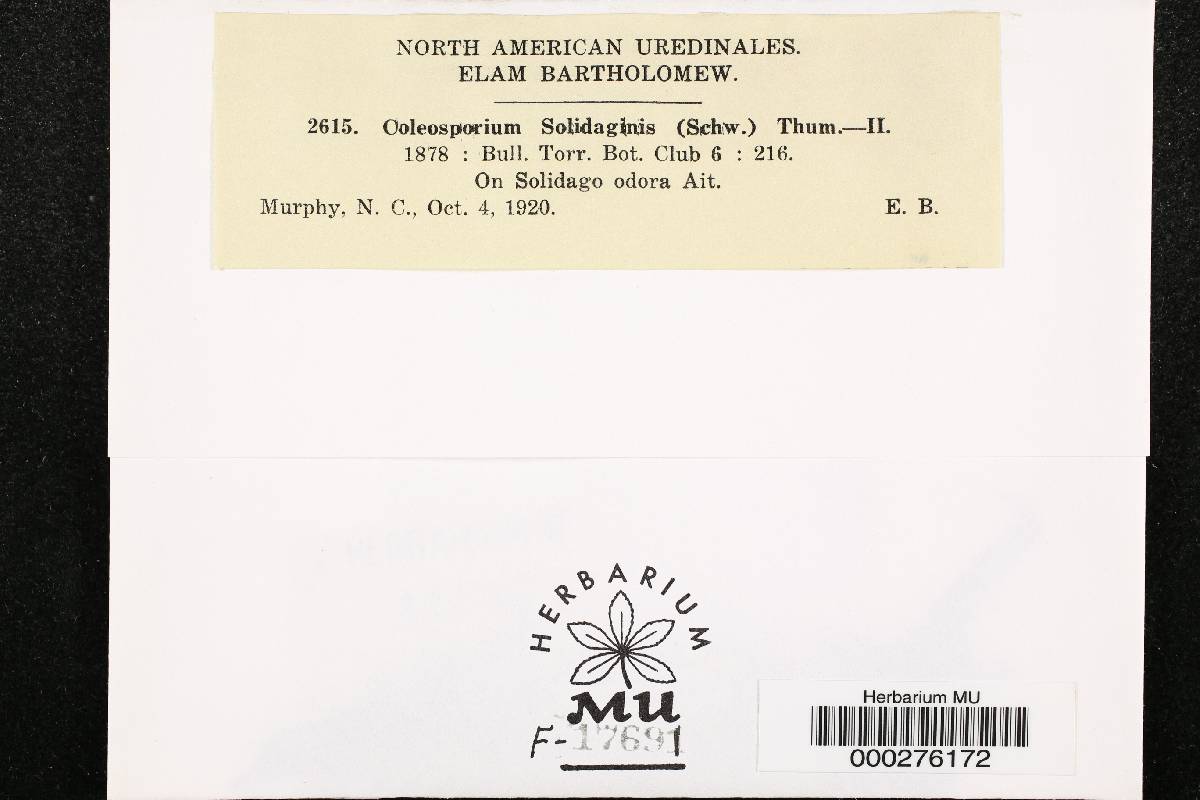 NORTH AMERICAN UREDINALES.
ELAM BARTHOLOMEW.
2615. Coleosporium Solidaginis (Schw.) Thum.—II.
1878 : Bull. Torr. Bot. Club 6 : 216.
On Solidago odora Ait.
Murphy, N. C., Oct. 4, 1920. E. B.
HERBARIUM
MU
F-17691
Herbarium MU
000276172